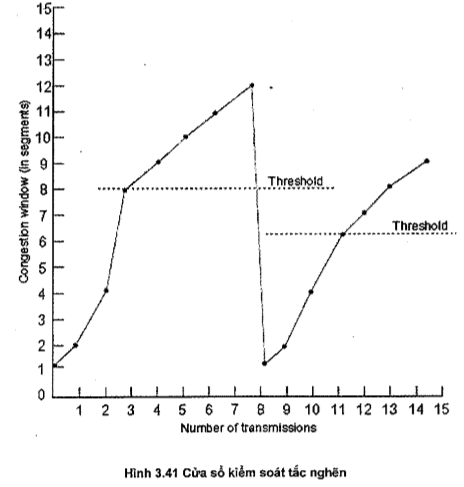 15
14
13
12
11
10
9
8
7
6
5
4
3
2
1
0
Congestion window (in segments)
Threshold
Threshold
1 2 3 4 5 6 7 8 9 10 11 12 13 14 15
Number of transmissions
Hình 3.41 Cửa sổ kiểm soát tắc nghẽn